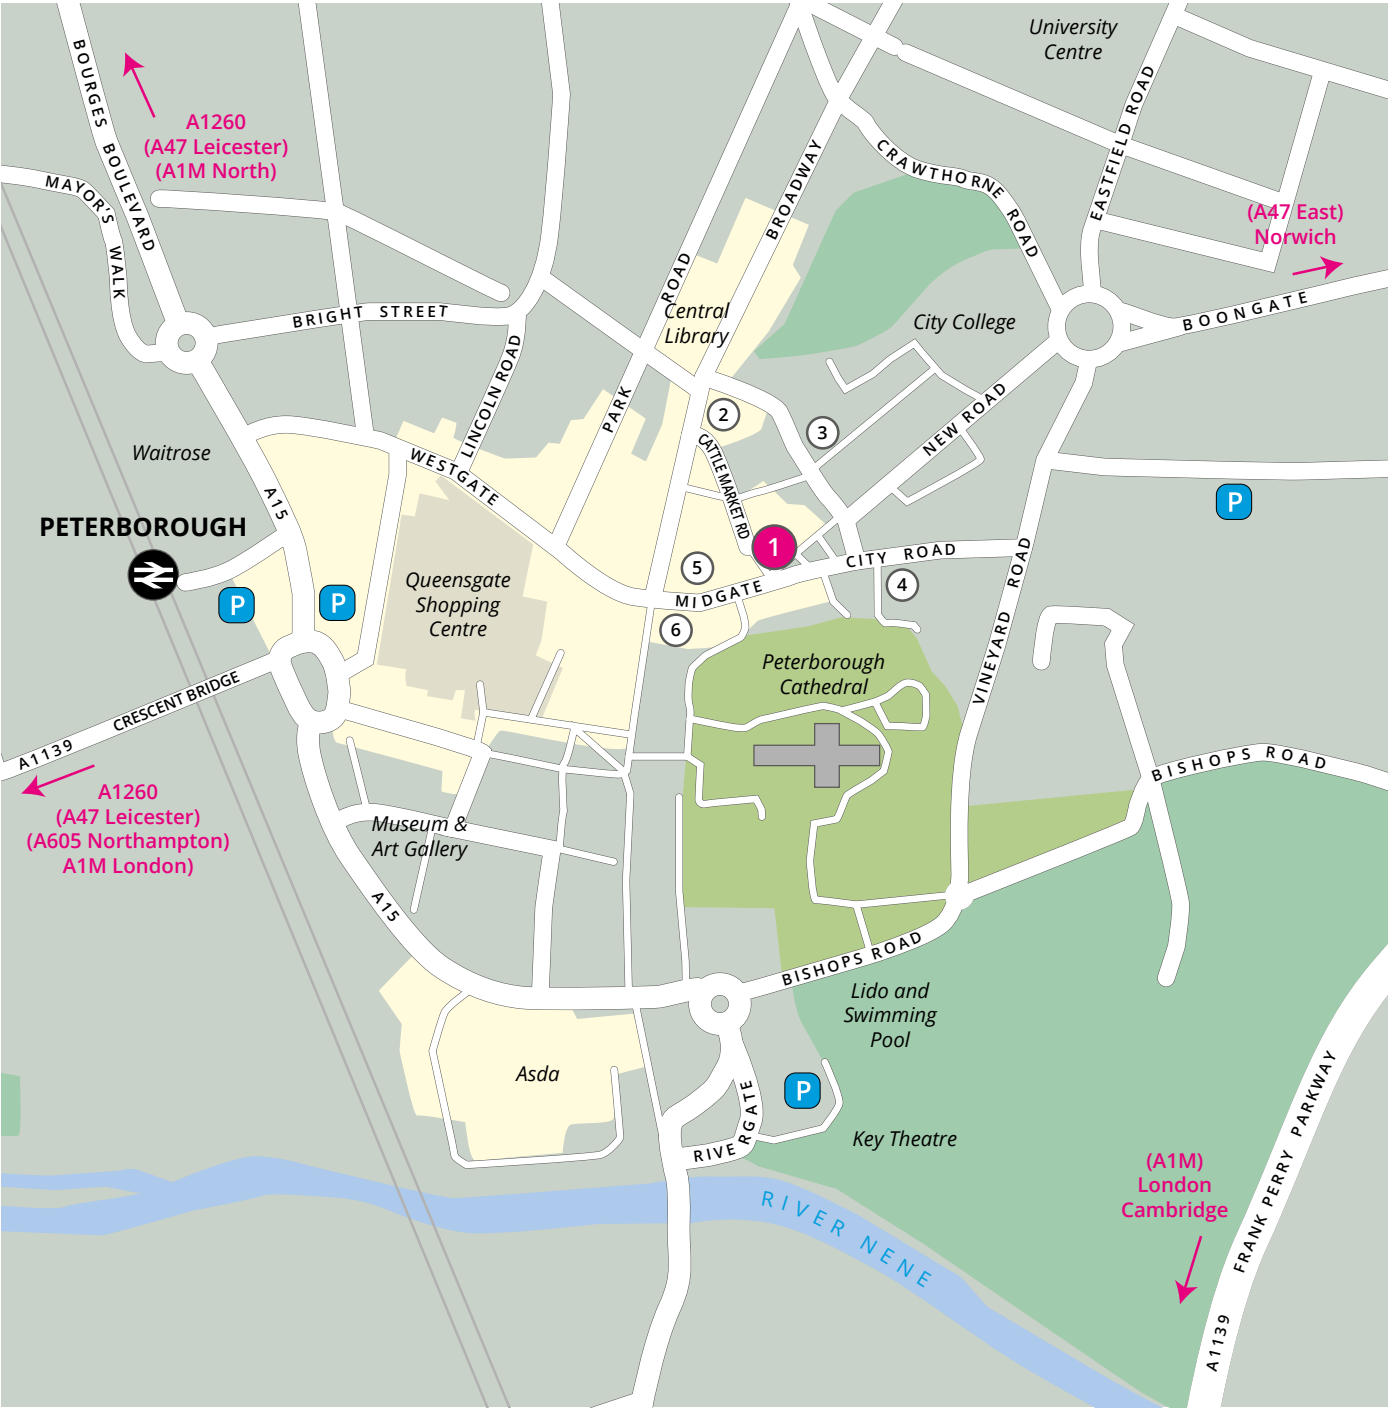 University
Centre
BOURGES BOULEVARD
A1260
(A47 Leicester)
(A1M North)
MAYOR'S WALK
EASTFIELD ROAD
CRAWTHORNE ROAD
BROADWAY
(A47 East)
Norwich
BOONGATE
PARK ROAD
Central
Library
City College
BRIGHT STREET
LINCOLN ROAD
NEW ROAD
2
3
CATTLE MARKET RD
Waitrose
WESTGATE
A15
P
PETERBOROUGH
1
CITY ROAD
VINEYARD ROAD
5
MIDGATE
4
6
P
P
Queensgate
Shopping
Centre
Peterborough
Cathedral
CRESCENT BRIDGE
A1139
A1260
(A47 Leicester)
(A605 Northampton)
A1M London)
BISHOPS ROAD
Museum &
Art Gallery
A15
BISHOPS ROAD
Lido and
Swimming
Pool
Asda
P
RIVERGATE
Key Theatre
FRANK PERRY PARKWAY
(A1M)
London
Cambridge
RIVER NENE
A1139